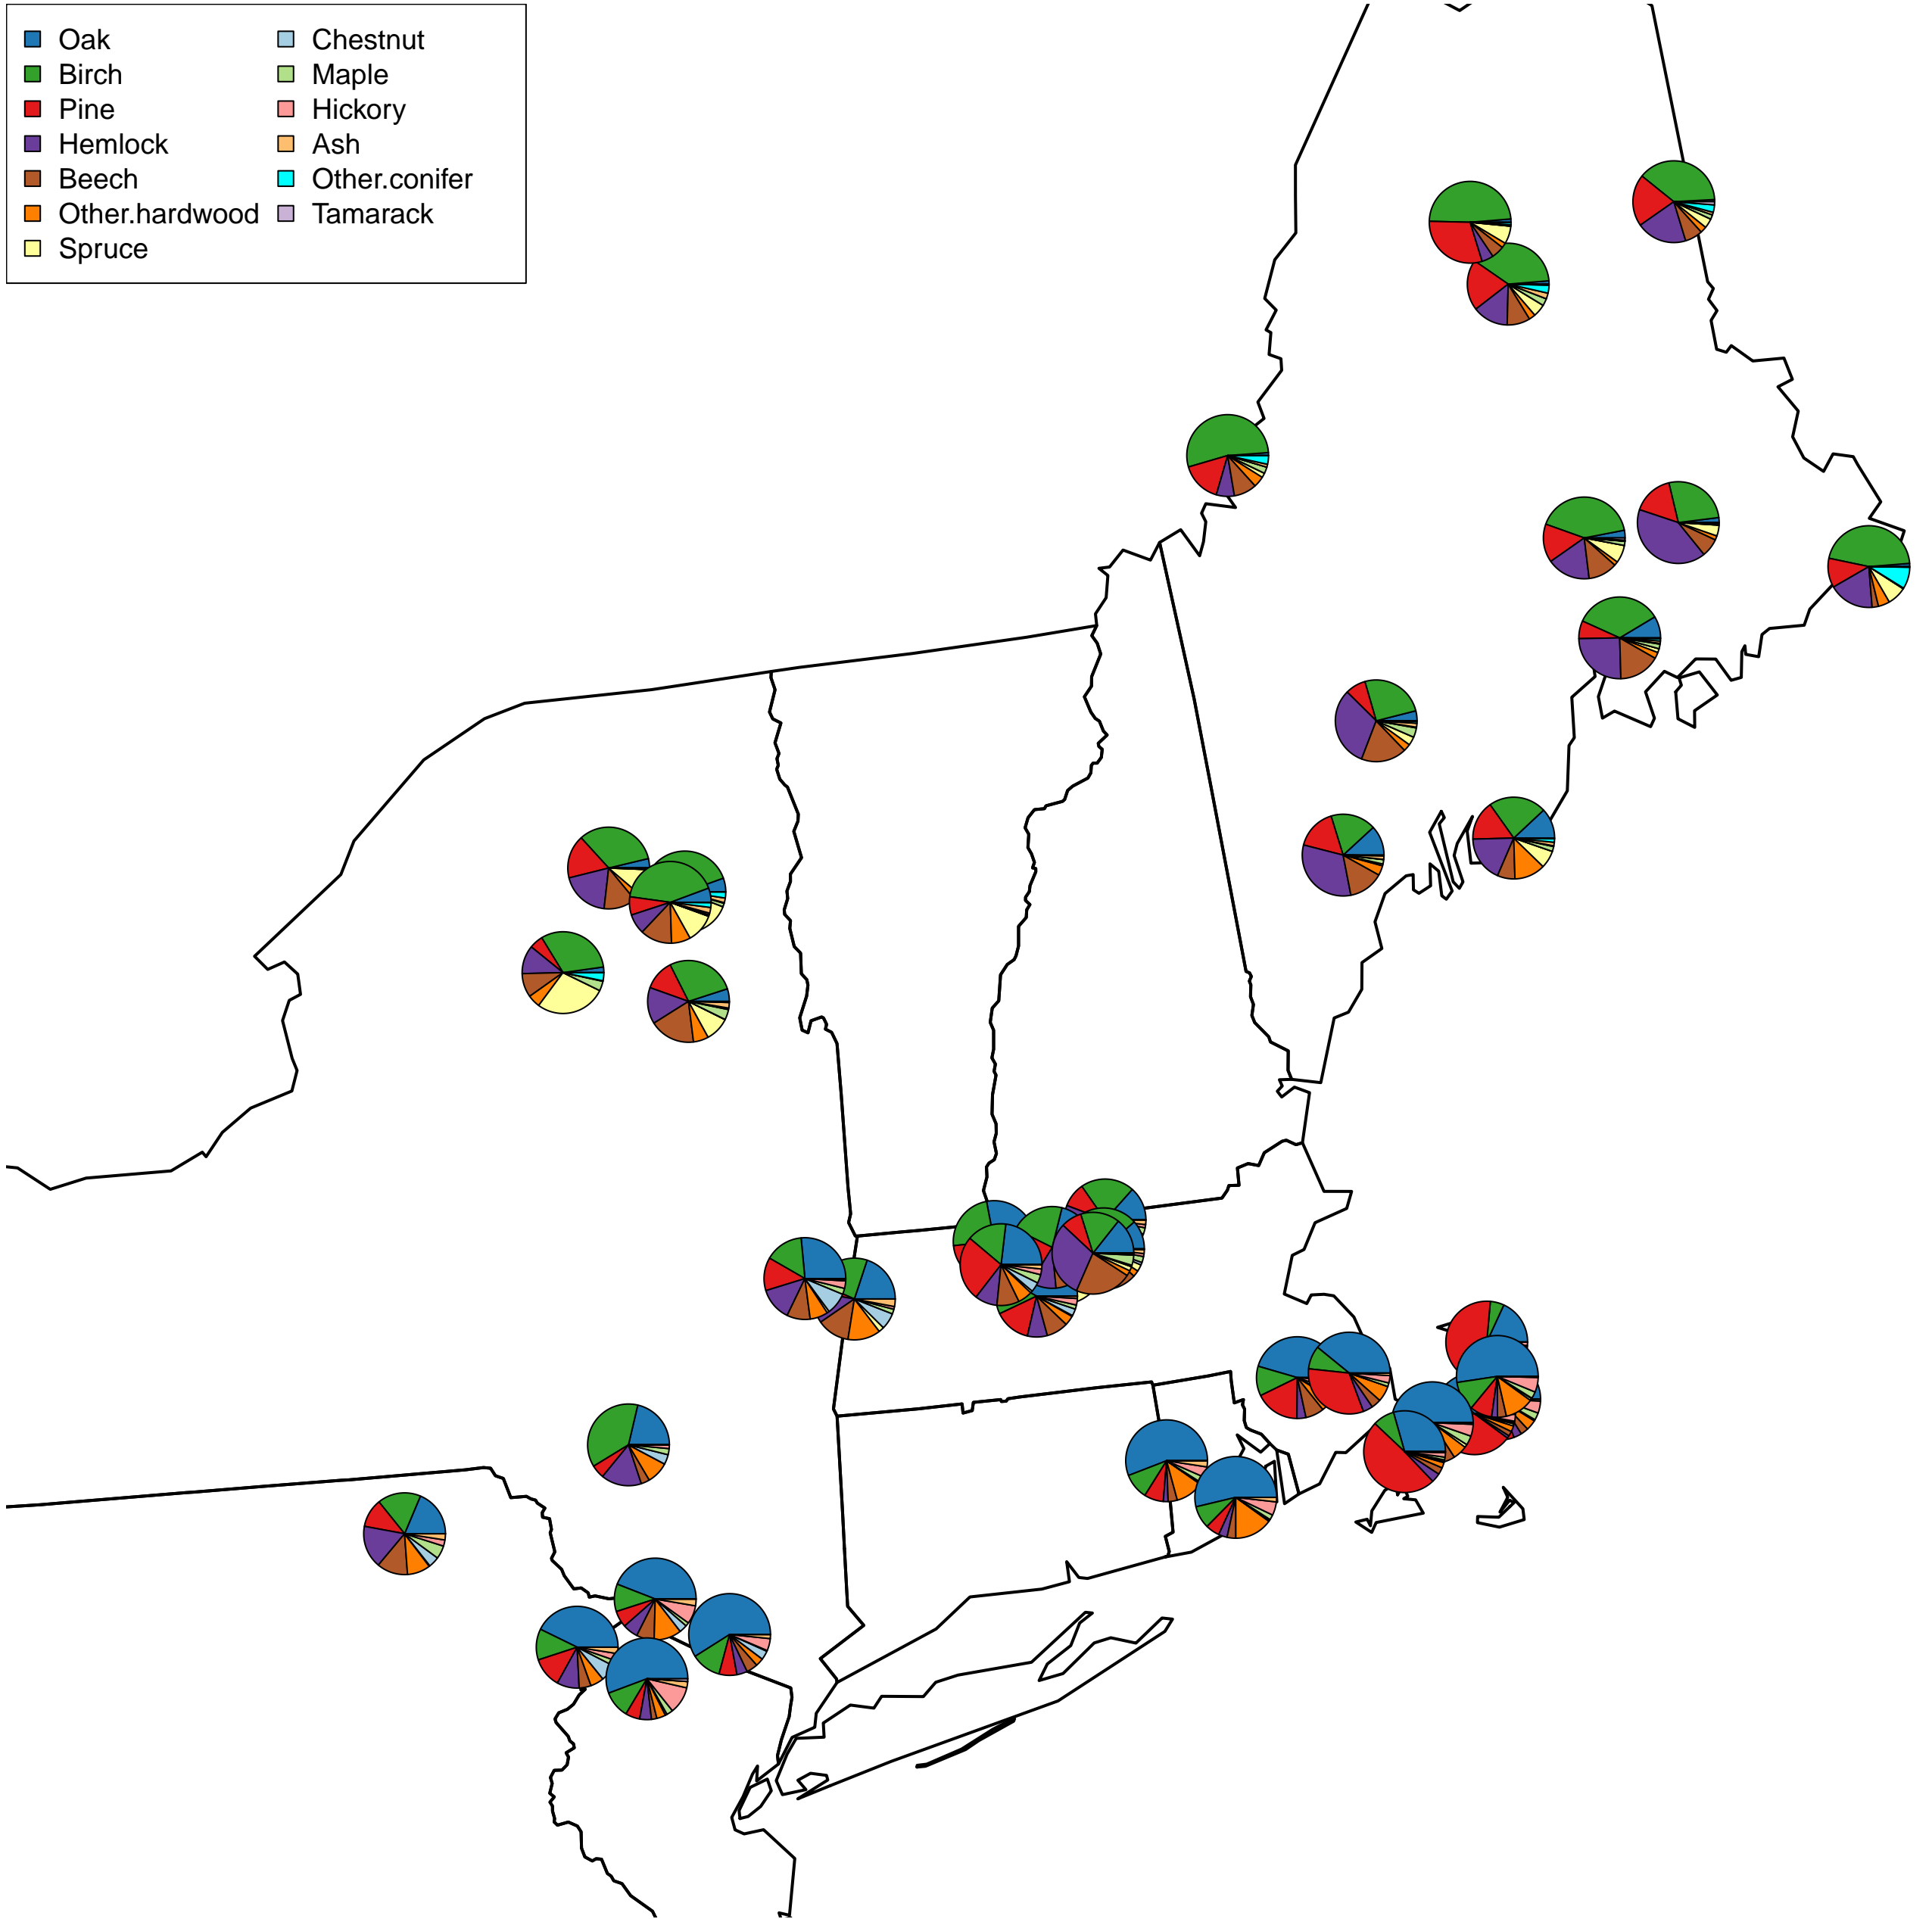 Oak
Birch
Pine
Hemlock
Beech
Other.hardwood
Spruce
Chestnut
Maple
Hickory
Ash
Other.conifer
Tamarack